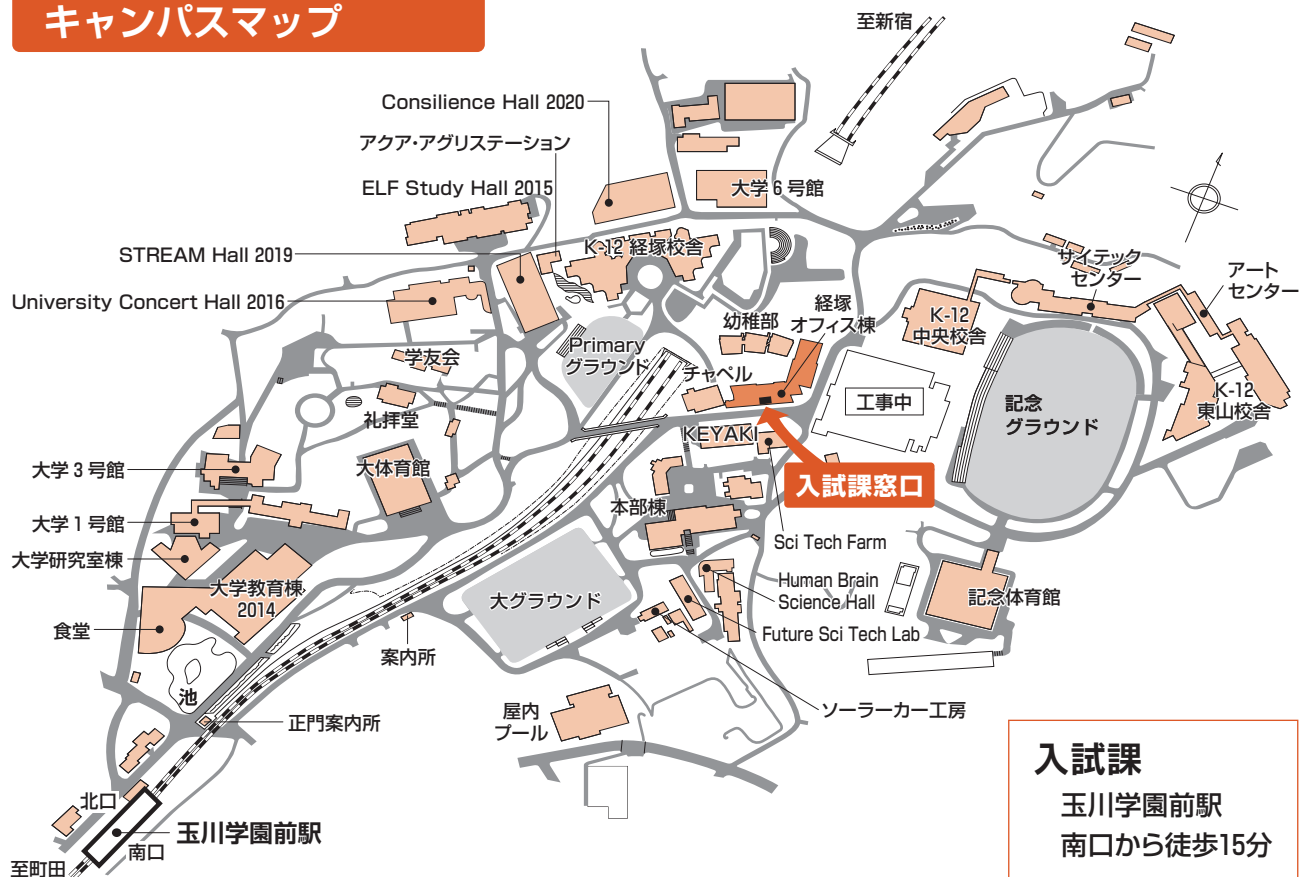 キャンパスマップ
至新宿
Consilience Hall 2020
アクア・アグリステーション
ELF Study Hall 2015
大学6号館
STREAM Hall 2019
K-12 経塚校舎
University Concert Hall 2016
サイテック
センター
アート
センター
経塚
オフィス棟
幼稚部
K-12
中央校舎
Primary
グラウンド
学友会
チャペル
K-12
東山校舎
工事中
記念
グラウンド
礼拝堂
KEYAKI
大学3号館
大体育館
入試課窓口
本部棟
大学1号館
Sci Tech Farm
大学研究室棟
Human Brain
Science Hall
大学教育棟
2014
大グラウンド
記念体育館
食堂
Future Sci Tech Lab
案内所
池
正門案内所
屋内
プール
ソーラーカー工房
北口
玉川学園前駅
南口
至町田
入試課
玉川学園前駅
南口から徒歩15分